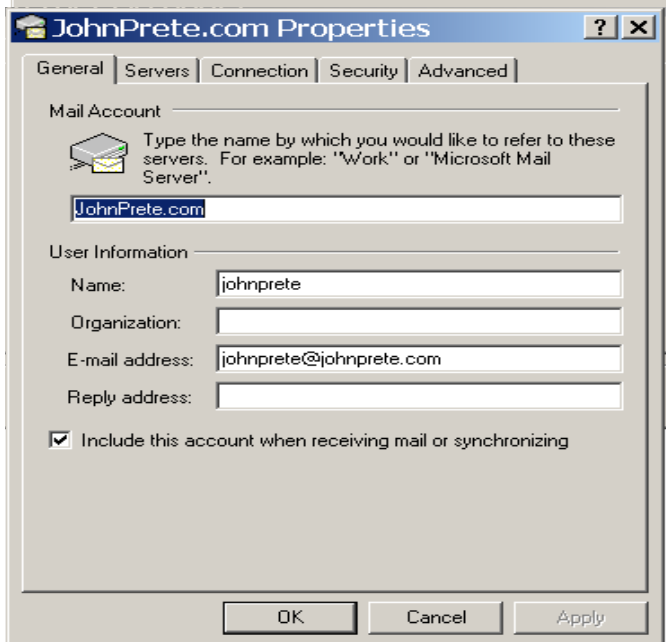 JohnPrete.com Properties
General Servers Connection Security Advanced
Mail Account
Type the name by which you would like to refer to these
servers. For example: "Work" or "Microsoft Mail
Server".
JohnPrete.com
User Information
Name: johnprete
Organization:
E-mail address: johnprete@johnprete.com
Reply address:
Include this account when receiving mail or synchronizing
OK Cancel Apply